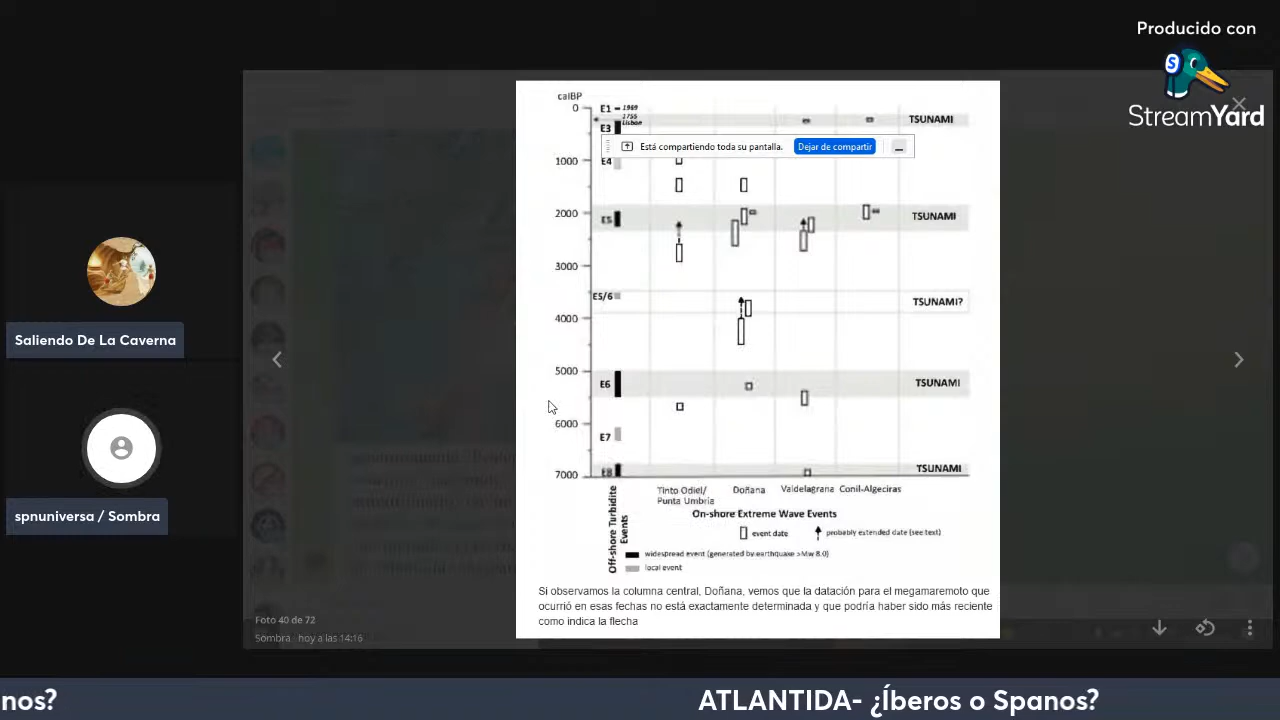 Producido con
StreamYard
calBP
0
E1
1969
1755
Lisbon
E3
TSUNAMI
Está compartiendo toda su pantalla.
Dejar de compartir
1000
E4
2000
E5
TSUNAMI
3000
E5/6
TSUNAMI?
4000
5000
E6
TSUNAMI
6000
E7
7000
E8
TSUNAMI
Tinto Odiel/
Punta Umbria
Doñana
Valdelagrana
Conil-Algeciras
On-shore Extreme Wave Events
Off-shore Turbidite
Events
event date
probably extended date (see text)
widespread event (generated by earthquake >Mw 8.0)
local event
Si observamos la columna central, Doñana, vemos que la datación para el megamaremoto que
ocurrió en esas fechas no está exactamente determinada y que podría haber sido más reciente
como indica la flecha
Saliendo De La Caverna
spnuniversa / Sombra
Foto 40 de 72
Sombra - hoy a las 14:16
nos?
ATLANTIDA- ¿Íberos o Spanos?